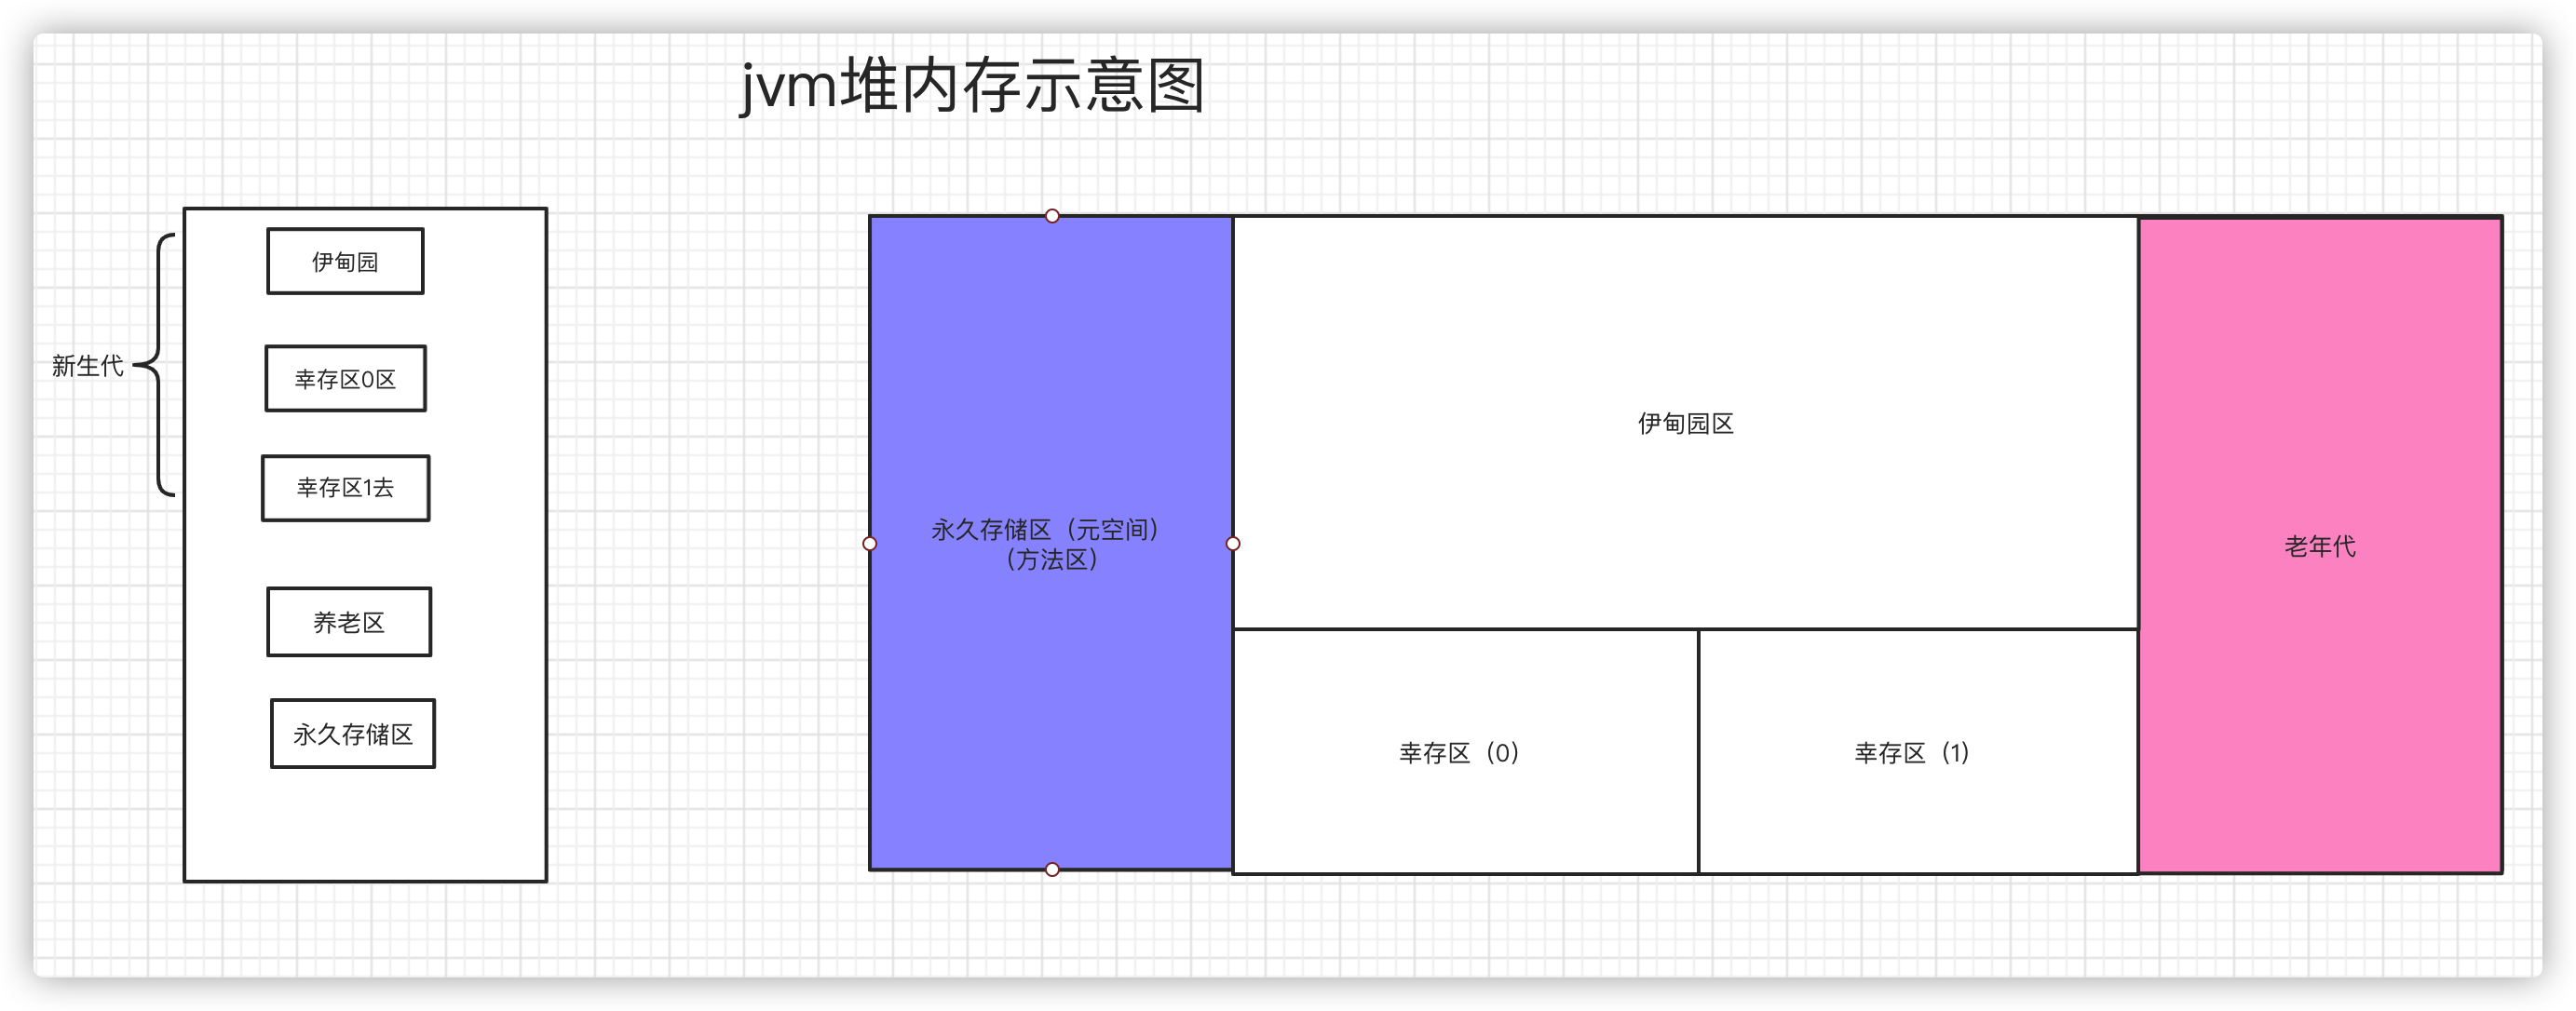 jvm堆内存示意图
新生代
伊甸园
幸存区0区
幸存区1去
养老区
永久存储区
永久存储区（元空间）
（方法区）
伊甸园区
幸存区（0）
幸存区（1）
老年代